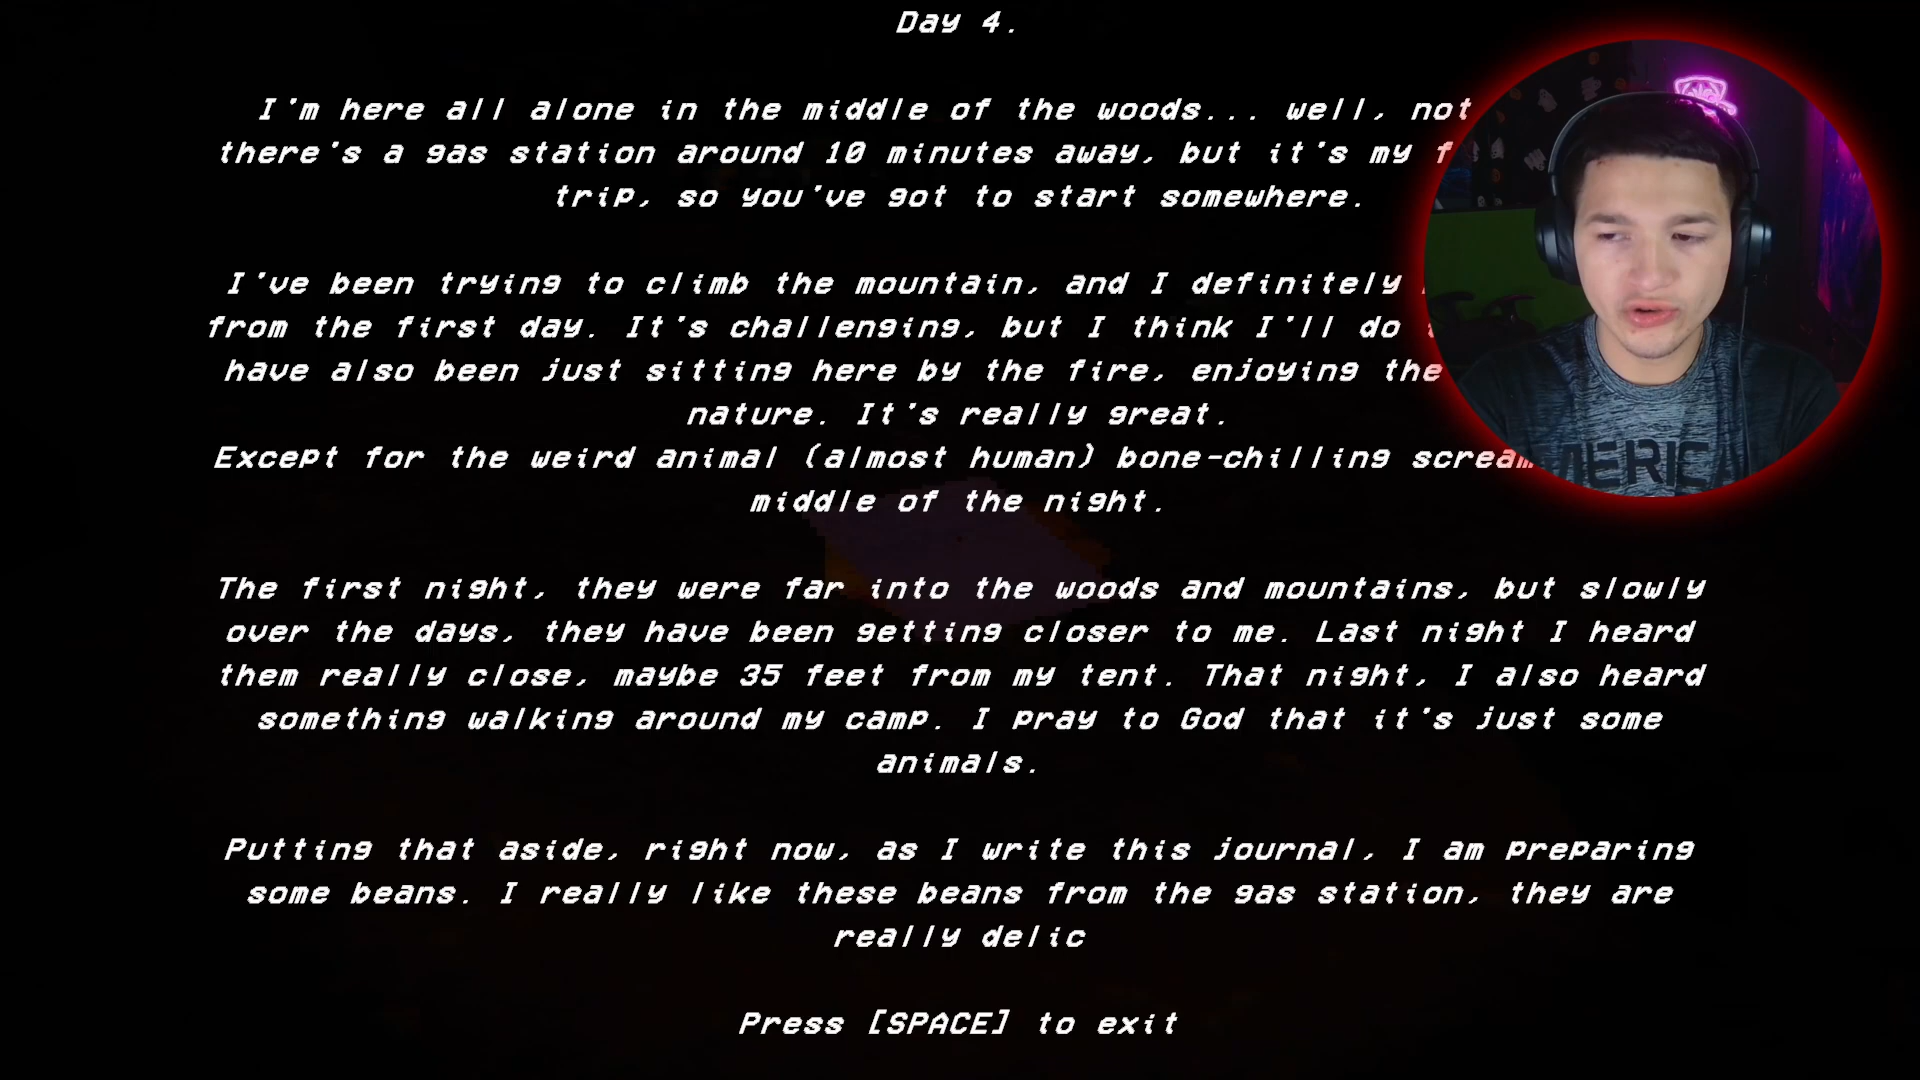 Day 4.
I'm here all alone in the middle of the woods... well, not
there's a gas station around 10 minutes away, but it's my
trip, so you've got to start somewhere.
I've been trying to climb the mountain, and I definitely
from the first day. It's challenging, but I think I'll do
have also been just sitting here by the fire, enjoying the
nature. It's really great.
Except for the weird animal (almost human) bone-chilling scream
middle of the night.
The first night, they were far into the woods and mountains, but slowly
over the days, they have been getting closer to me. Last night I heard
them really close, maybe 35 feet from my tent. That night, I also heard
something walking around my camp. I pray to God that it's just some
animals.
Putting that aside, right now, as I write this journal, I am preparing
some beans. I really like these beans from the gas station, they are
really delic
Press [SPACE] to exit
MERICA